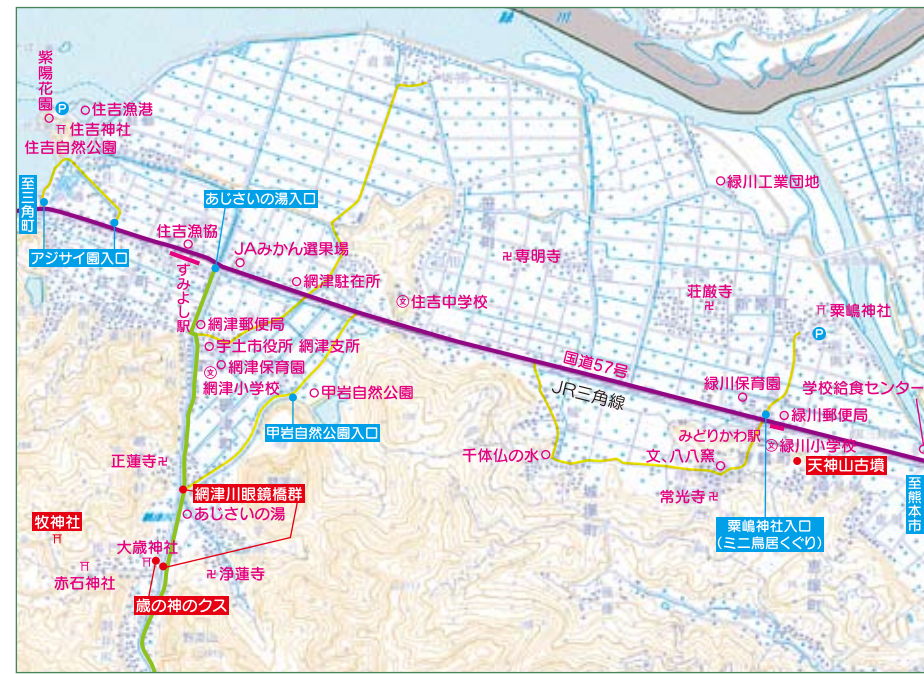 緑
川
紫陽花園
P
住吉漁港
住吉神社
住吉自然公園
至三角町
あじさいの湯入口
緑川工業団地
住吉漁協
アジサイ園入口
JAみかん選果場
専明寺
すみよし駅
網津駐在所
住吉中学校
文
荘厳寺
粟嶋神社
P
網津郵便局
宇土市役所 網津支所
網津保育園
文
網津小学校
国道57号
JR三角線
甲岩自然公園
緑川保育園
学校給食センター
緑川郵便局
甲岩自然公園入口
みどりかわ駅
文
緑川小学校
千体仏の水
文、八八窯
天神山古墳
正蓮寺
網津川眼鏡橋群
常光寺
至熊本市
あじさいの湯
牧神社
粟嶋神社入口
(ミニ鳥居くぐり)
大歳神社
赤石神社
浄蓮寺
歳の神のクス